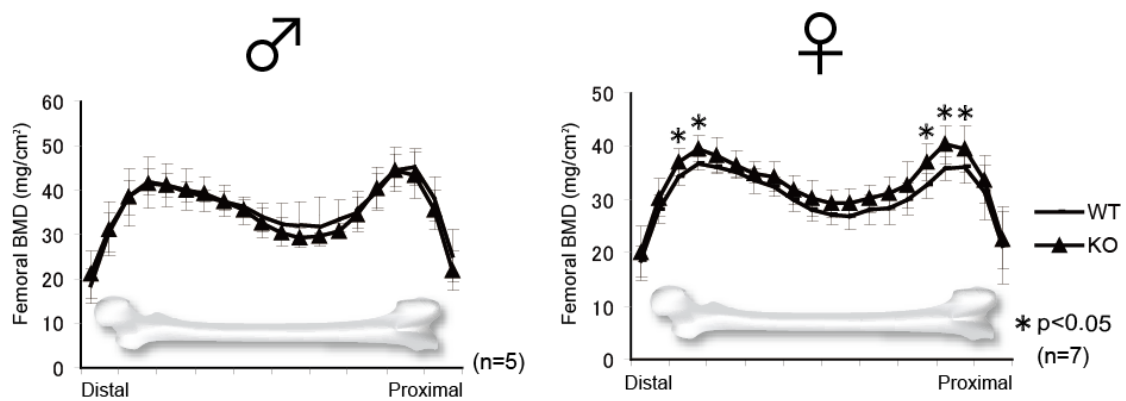 ♂
♀
Femoral BMD (mg/cm²)
60
50
40
30
20
10
0
Distal
Proximal
(n=5)
Femoral BMD (mg/cm²)
50
40
30
20
10
0
* *
* * *
Distal
Proximal
WT
KO
* p<0.05
(n=7)